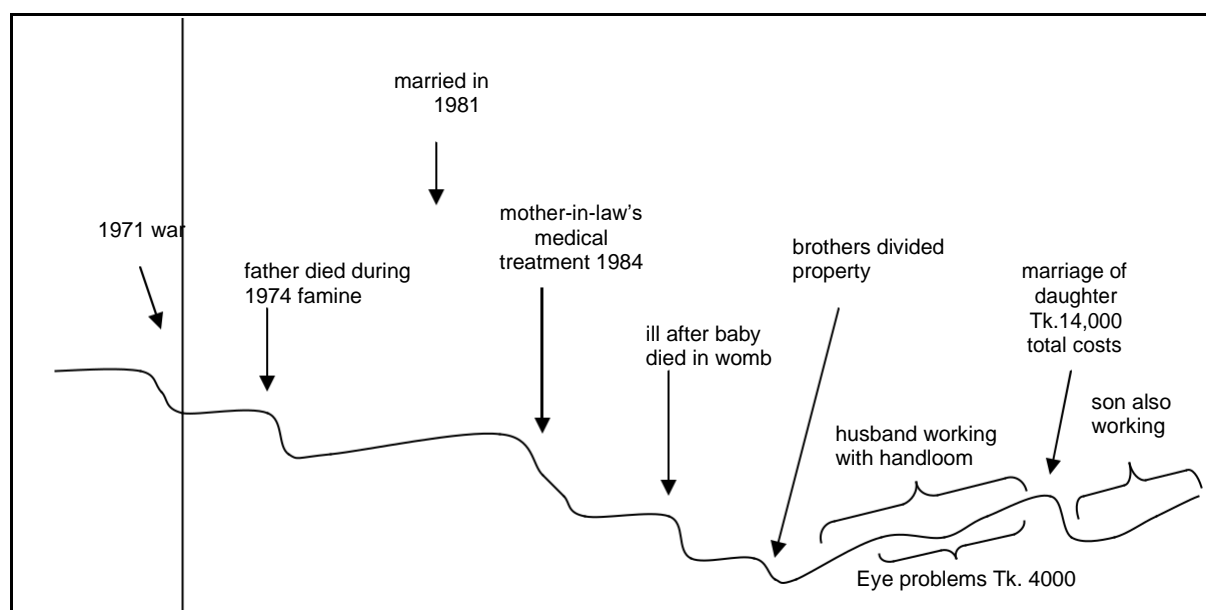 married in
1981
1971 war
father died during
1974 famine
mother-in-law’s
medical
treatment 1984
ill after baby
died in womb
brothers divided
property
husband working
with handloom
Eye problems Tk. 4000
marriage of
daughter
Tk.14,000
total costs
son also
working